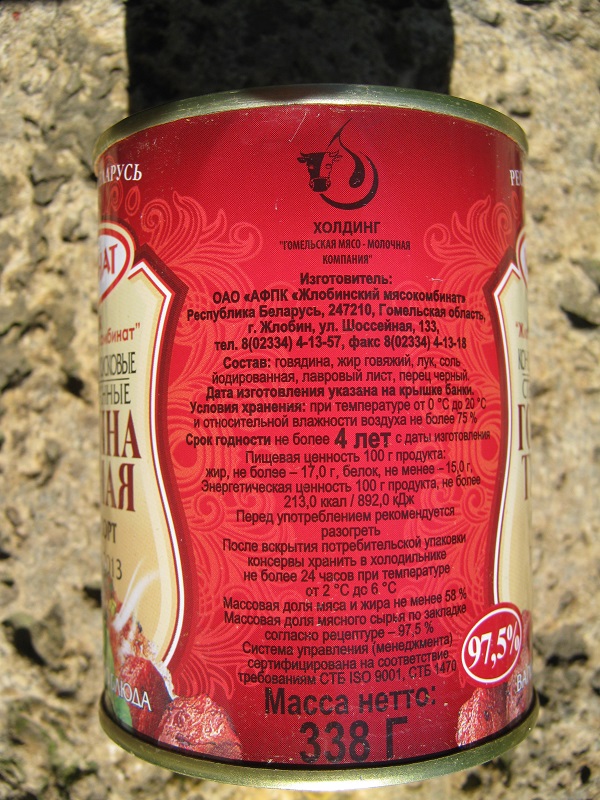 ХОЛДИНГ
"ГОМЕЛЬСКАЯ МЯСО - МОЛОЧНАЯ
КОМПАНИЯ"
Изготовитель:
ОАО «АФПК «Жлобинский мясокомбинат»
Республика Беларусь, 247210, Гомельская область,
г. Жлобин, ул. Шоссейная, 133,
тел. 8(02334) 4-13-57, факс 8(02334) 4-13-18
Состав: говядина, жир говяжий, лук, соль
йодированная, лавровый лист, перец черный.
Дата изготовления указана на крышке банки.
Условия хранения: при температуре от 0 °С до 20 °С
и относительной влажности воздуха не более 75 %
Срок годности не более 4 лет с даты изготовления
Пищевая ценность 100 г продукта:
жир, не более – 17,0 г, белок, не менее –15,0 г,
Энергетическая ценность 100 г продукта, не более
213,0 ккал / 892,0 кДж
Перед употреблением рекомендуется
разогреть
После вскрытия потребительской упаковки
консервы хранить в холодильнике
не более 24 часов при температуре
от 2 °С до 6 °С
Массовая доля мяса и жира не менее 58 %
Массовая доля мясного сырья по закладке
согласно рецептуре – 97,5 %
Система управления (менеджмента)
сертифицирована на соответствие
требованиям СТБ ISO 9001, СТБ 1470
Масса нетто:
338 Г
97,5%